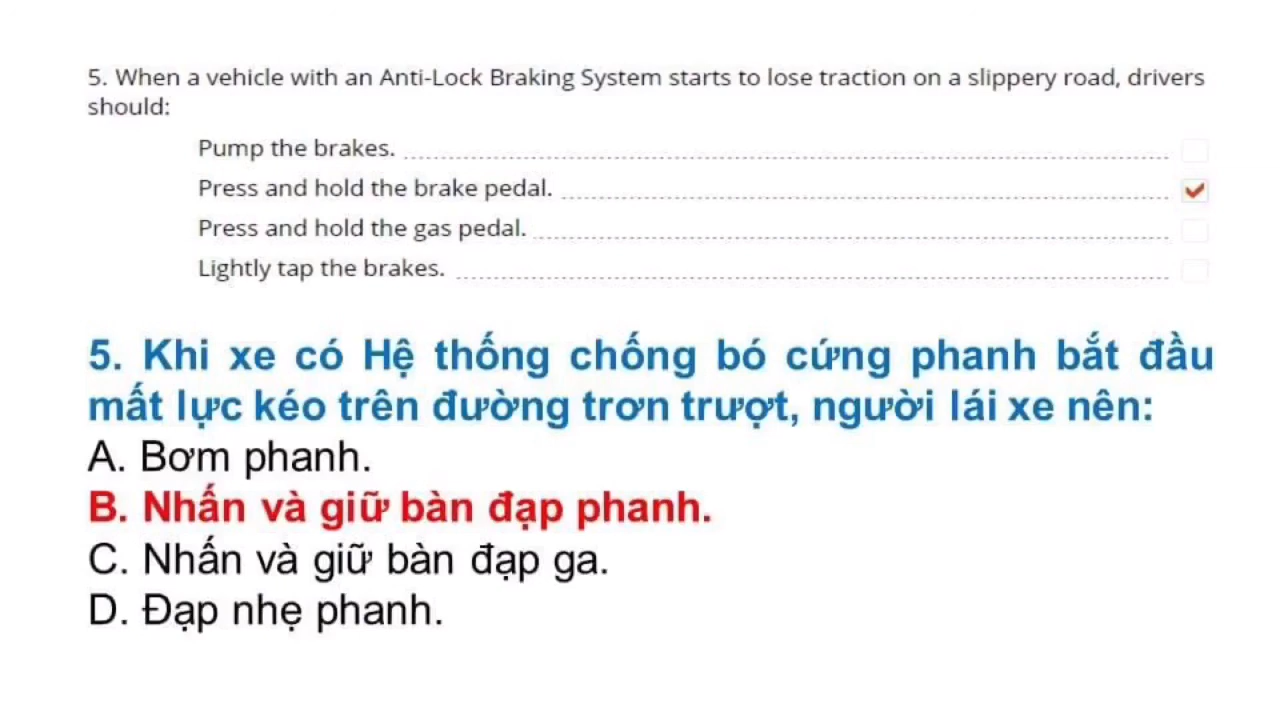 5. When a vehicle with an Anti-Lock Braking System starts to lose traction on a slippery road, drivers
should:
Pump the brakes.
Press and hold the brake pedal.
Press and hold the gas pedal.
Lightly tap the brakes.
5. Khi xe có Hệ thống chống bó cứng phanh bắt đầu
mất lực kéo trên đường trơn trượt, người lái xe nên:
A. Bơm phanh.
B. Nhấn và giữ bàn đạp phanh.
C. Nhấn và giữ bàn đạp ga.
D. Đạp nhẹ phanh.